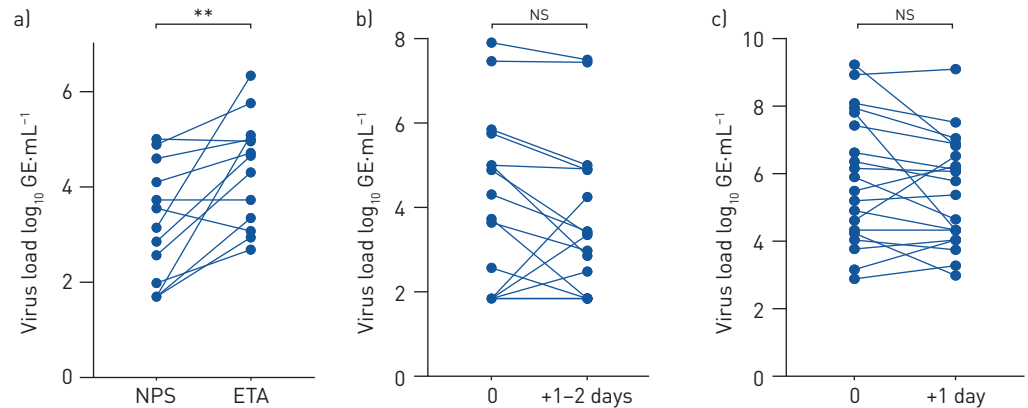 a)
**
Virus load log₁₀ GE·mL⁻¹
6
4
2
0
NPS ETA
b)
NS
Virus load log₁₀ GE·mL⁻¹
8
6
4
2
0
0 +1–2 days
c)
NS
Virus load log₁₀ GE·mL⁻¹
10
8
6
4
2
0
0 +1 day